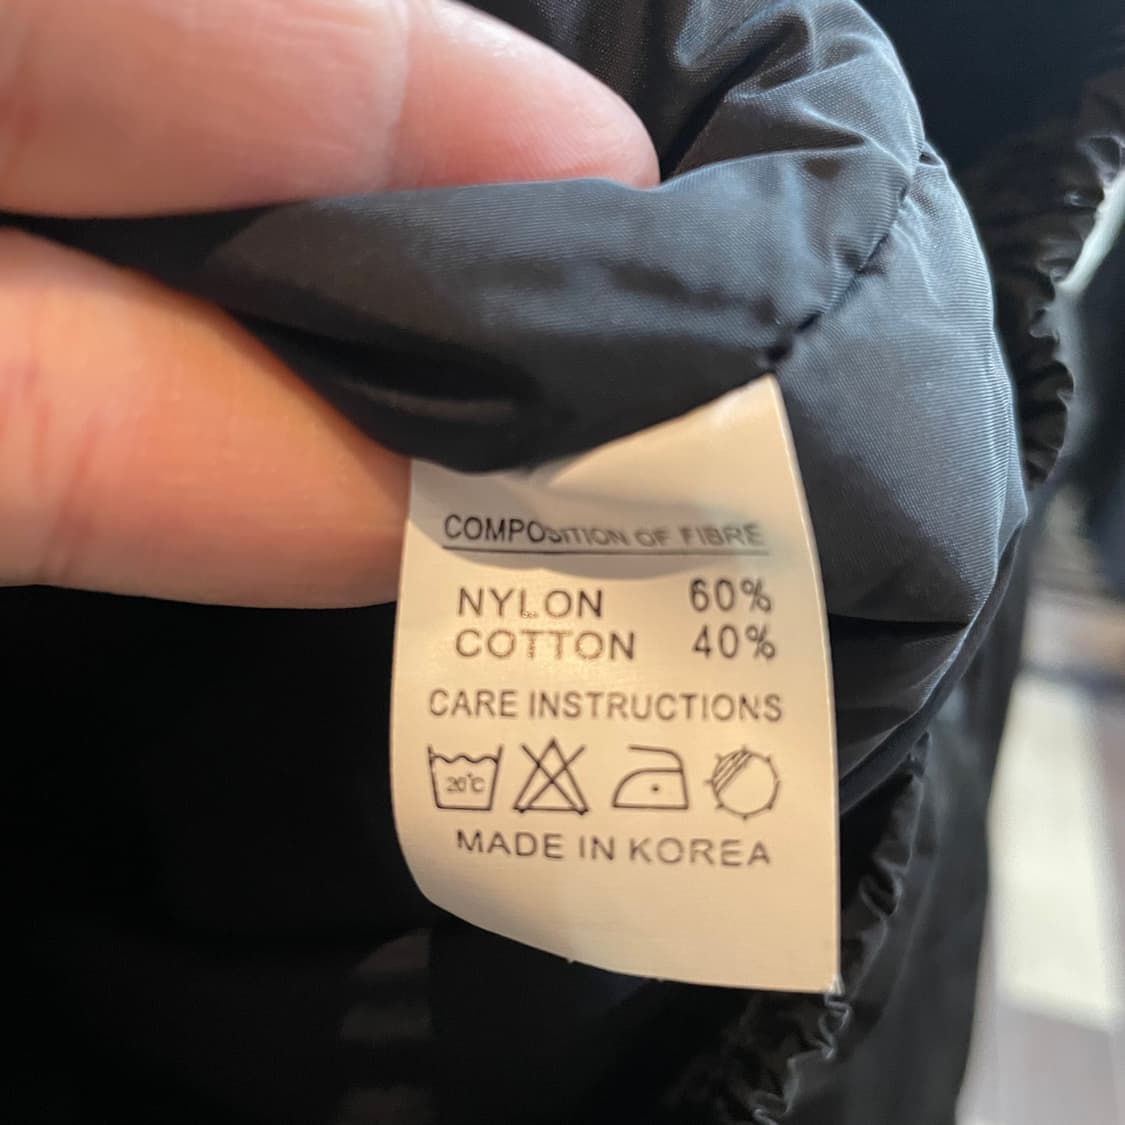 COMPOSITION OF FIBRE
NYLON 60%
COTTON 40%
CARE INSTRUCTIONS
20°C
MADE IN KOREA